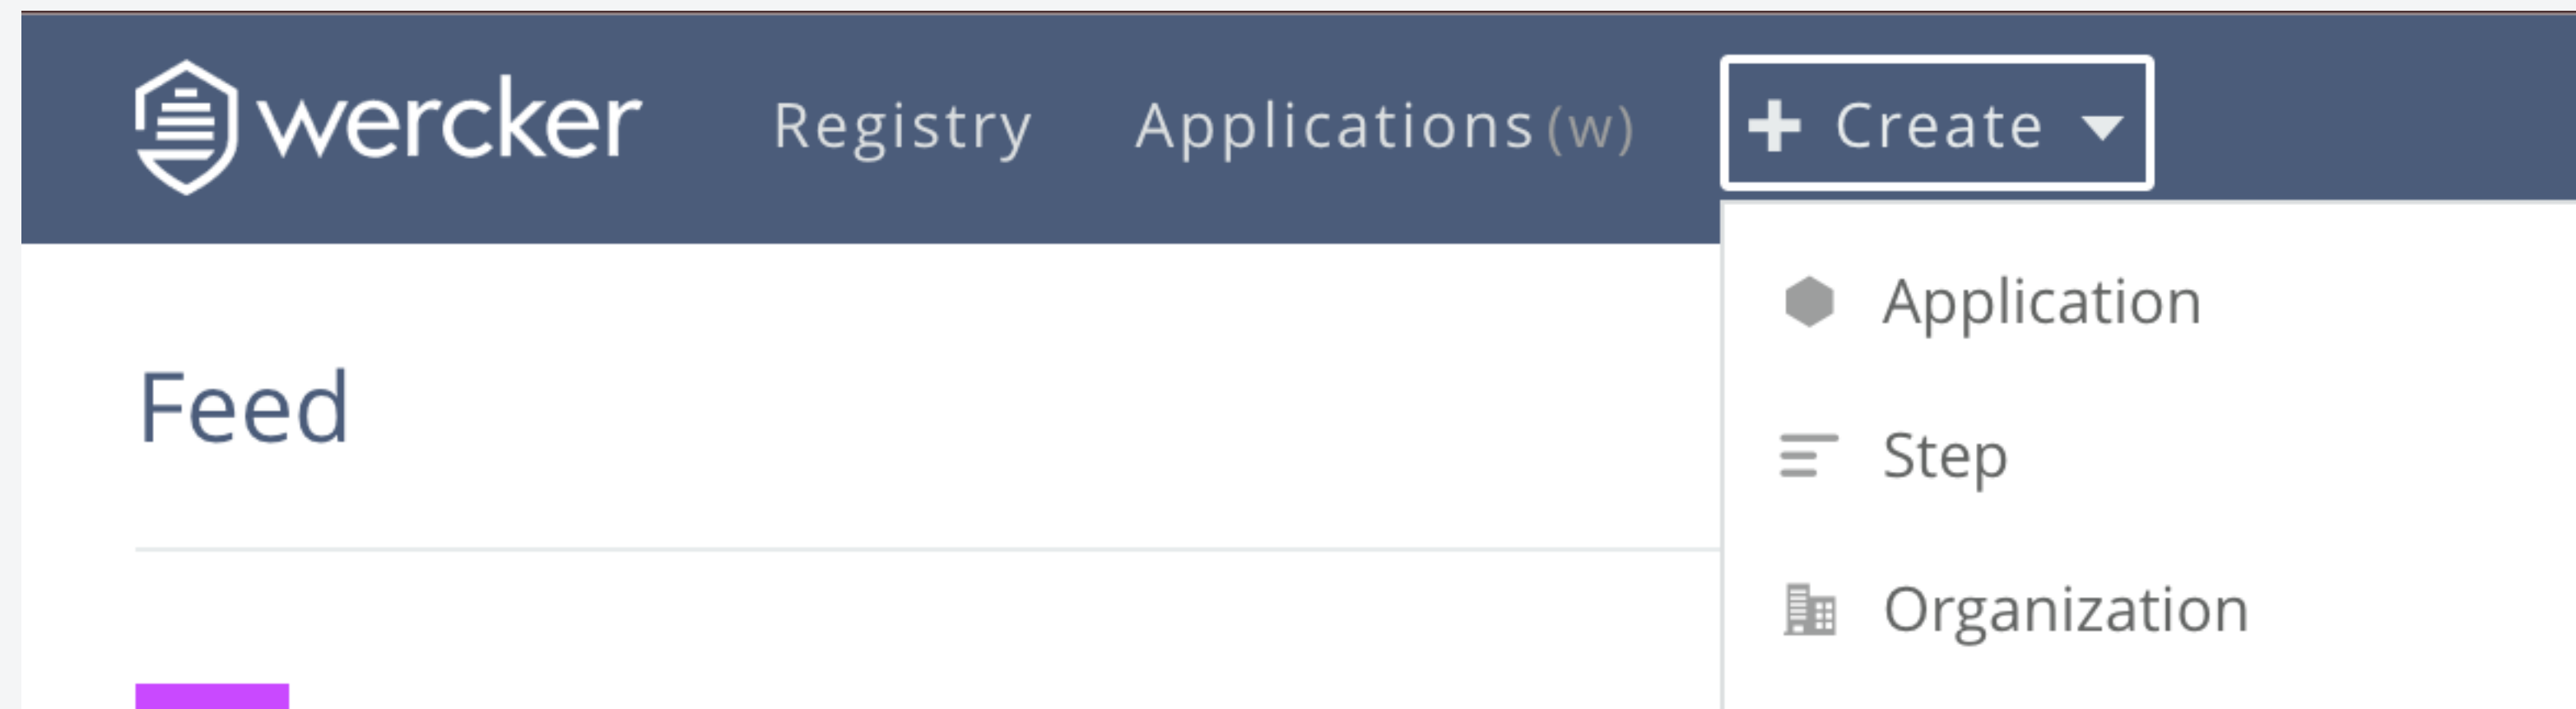 wercker Registry Applications (w) + Create
Application
Feed
Step
Organization